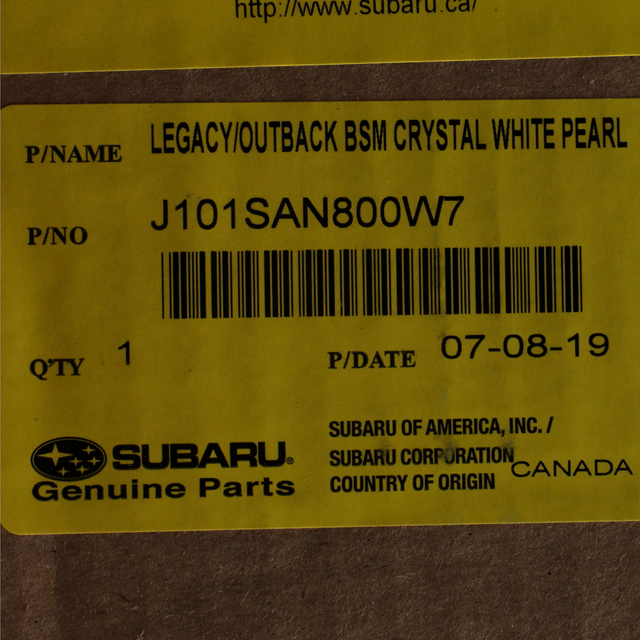 http://www.subaru.ca/
P/NAME LEGACY/OUTBACK BSM CRYSTAL WHITE PEARL
P/NO J101SAN800W7
Q'TY 1 P/DATE 07-08-19
SUBARU®
Genuine Parts
SUBARU OF AMERICA, INC. /
SUBARU CORPORATION
COUNTRY OF ORIGIN CANADA